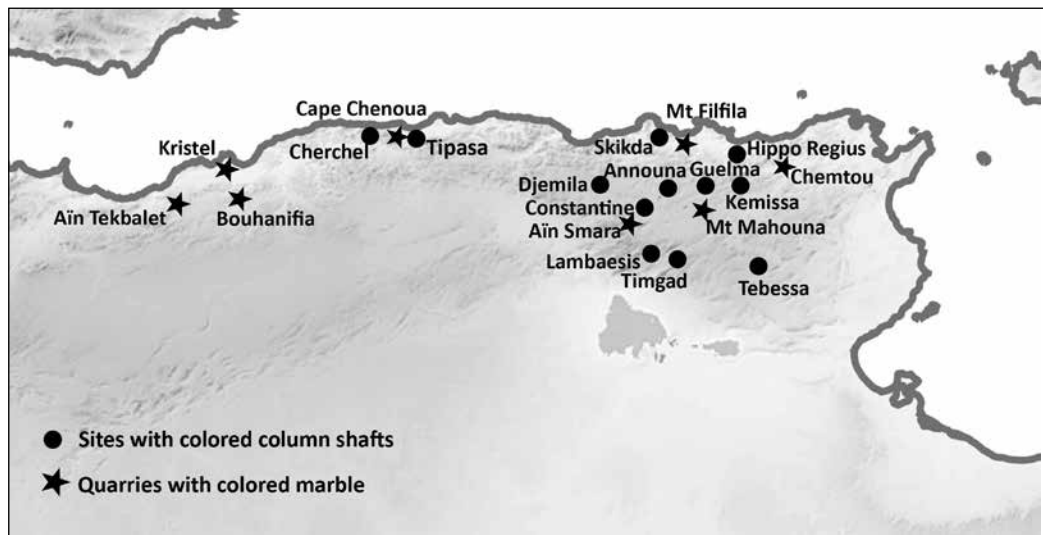 Cape Chenoua
Mt Filfila
Kristel
Cherchel
Tipasa
Skikda
Hippo Regius
Announa
Guelma
Chemtou
Djemila
Kemissa
Aïn Tekbalet
Bouhanifia
Constantine
Aïn Smara
Mt Mahouna
Lambaesis
Timgad
Tebessa
Sites with colored column shafts
Quarries with colored marble